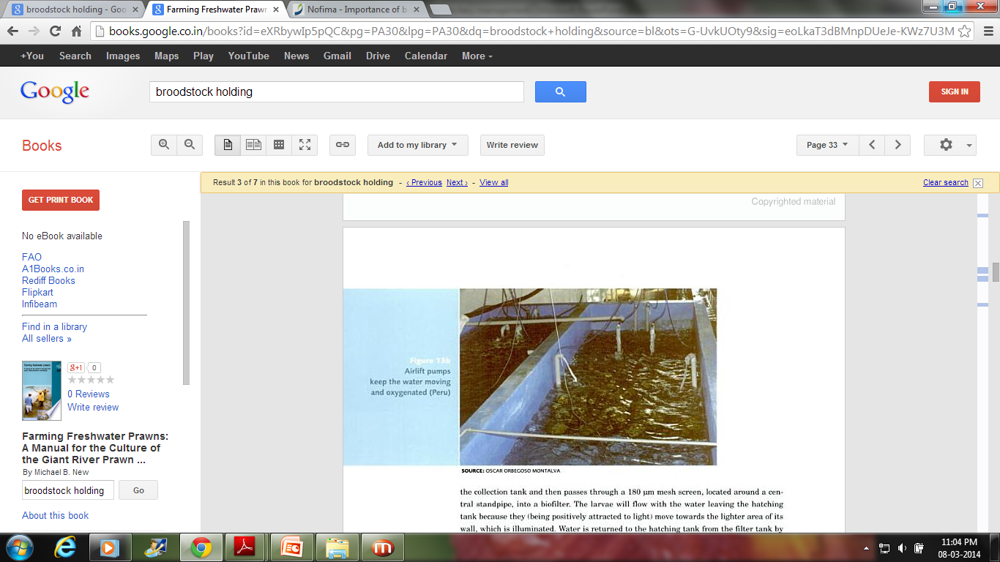 broodstock holding - Goo
Farming Freshwater Prawn
Nofima - Importance of b
books.google.co.in/books?id=eXRbywIp5pQC&pg=PA30&lpg=PA30&dq=broodstock+holding&source=bl&ots=G-UvkUOty9&sig=eoLkaT3dBMnpDUeJe-KWz7U3M
+You Search Images Maps Play YouTube News Gmail Drive Calendar More
Google broodstock holding SIGN IN
Books Add to my library Write review Page 33
Result 3 of 7 in this book for broodstock holding - ‹ Previous Next › - View all Clear search
GET PRINT BOOK
Copyrighted material
No eBook available
FAO
A1Books.co.in
Rediff Books
Flipkart
Infibeam
Find in a library
All sellers »
g+1 0
0 Reviews
Write review
Farming Freshwater Prawns:
A Manual for the Culture of
the Giant River Prawn ...
By Michael B. New
broodstock holding Go
About this book
Figure 13b
Airlift pumps
keep the water moving
and oxygenated (Peru)
SOURCE: OSCAR ORBEGOSO MONTALVA
the collection tank and then passes through a 180 µm mesh screen, located around a cen-
tral standpipe, into a biofilter. The larvae will flow with the water leaving the hatching
tank because they (being positively attracted to light) move towards the lighter area of its
wall, which is illuminated. Water is returned to the hatching tank from the filter tank by
11:04 PM
08-03-2014